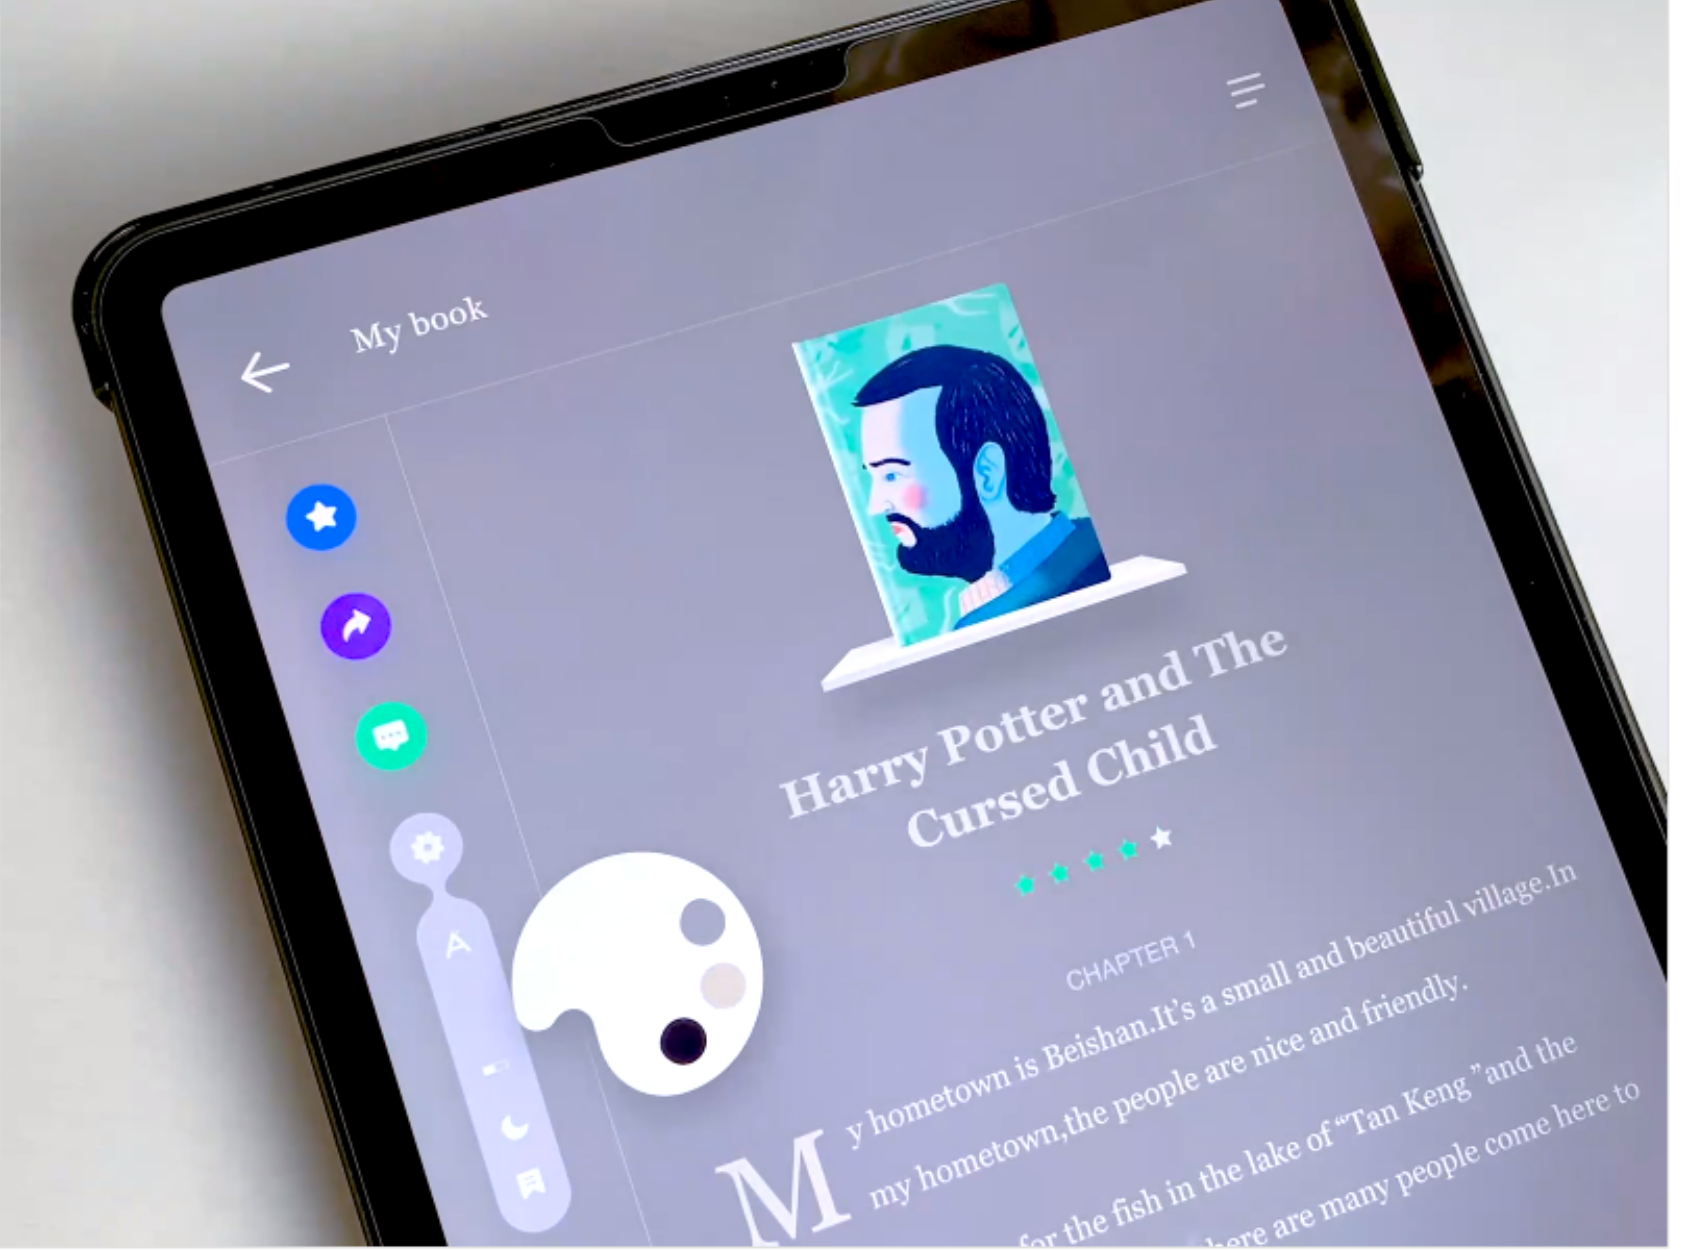 My book
Harry Potter and The
Cursed Child
CHAPTER 1
My hometown is Beishan.It's a small and beautiful village.In
my hometown,the people are nice and friendly.
for the fish in the lake of “Tan Keng ”and the
here are many people come here to
A